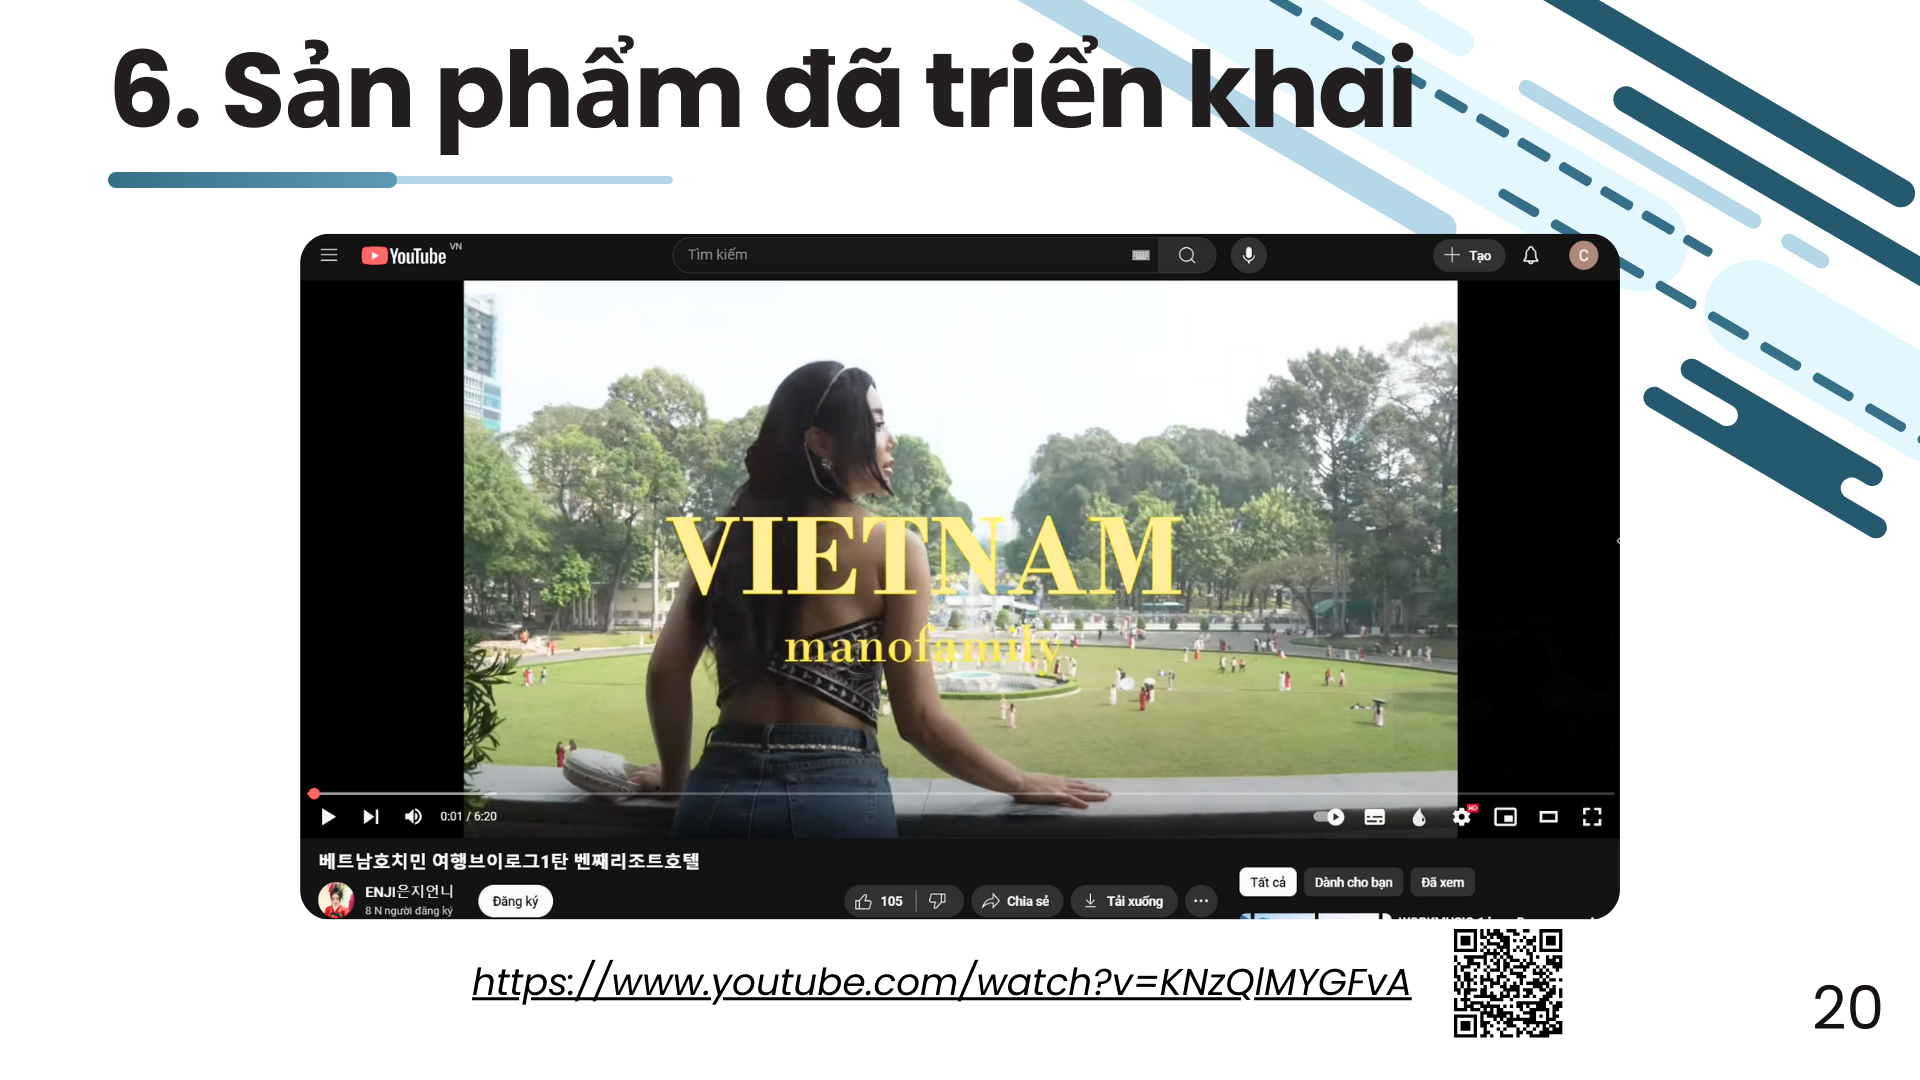 6. Sản phẩm đã triển khai
YouTube VN
Tìm kiếm
Tạo
C
VIETNAM
manofamily
0:01 / 6:20
HD
베트남호치민 여행브이로그1탄 벤째리조트호텔
ENJI은지언니
8 N người đăng ký
Đăng ký
105
Chia sẻ
Tải xuống
Tất cả
Dành cho bạn
Đã xem
https://www.youtube.com/watch?v=KNzQlMYGFvA
20